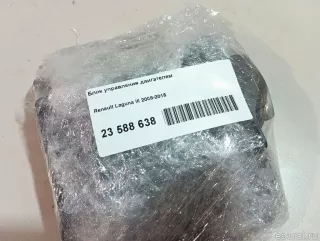 Блок управления двигателем
Renault Laguna III 2008-2015
23 588 638